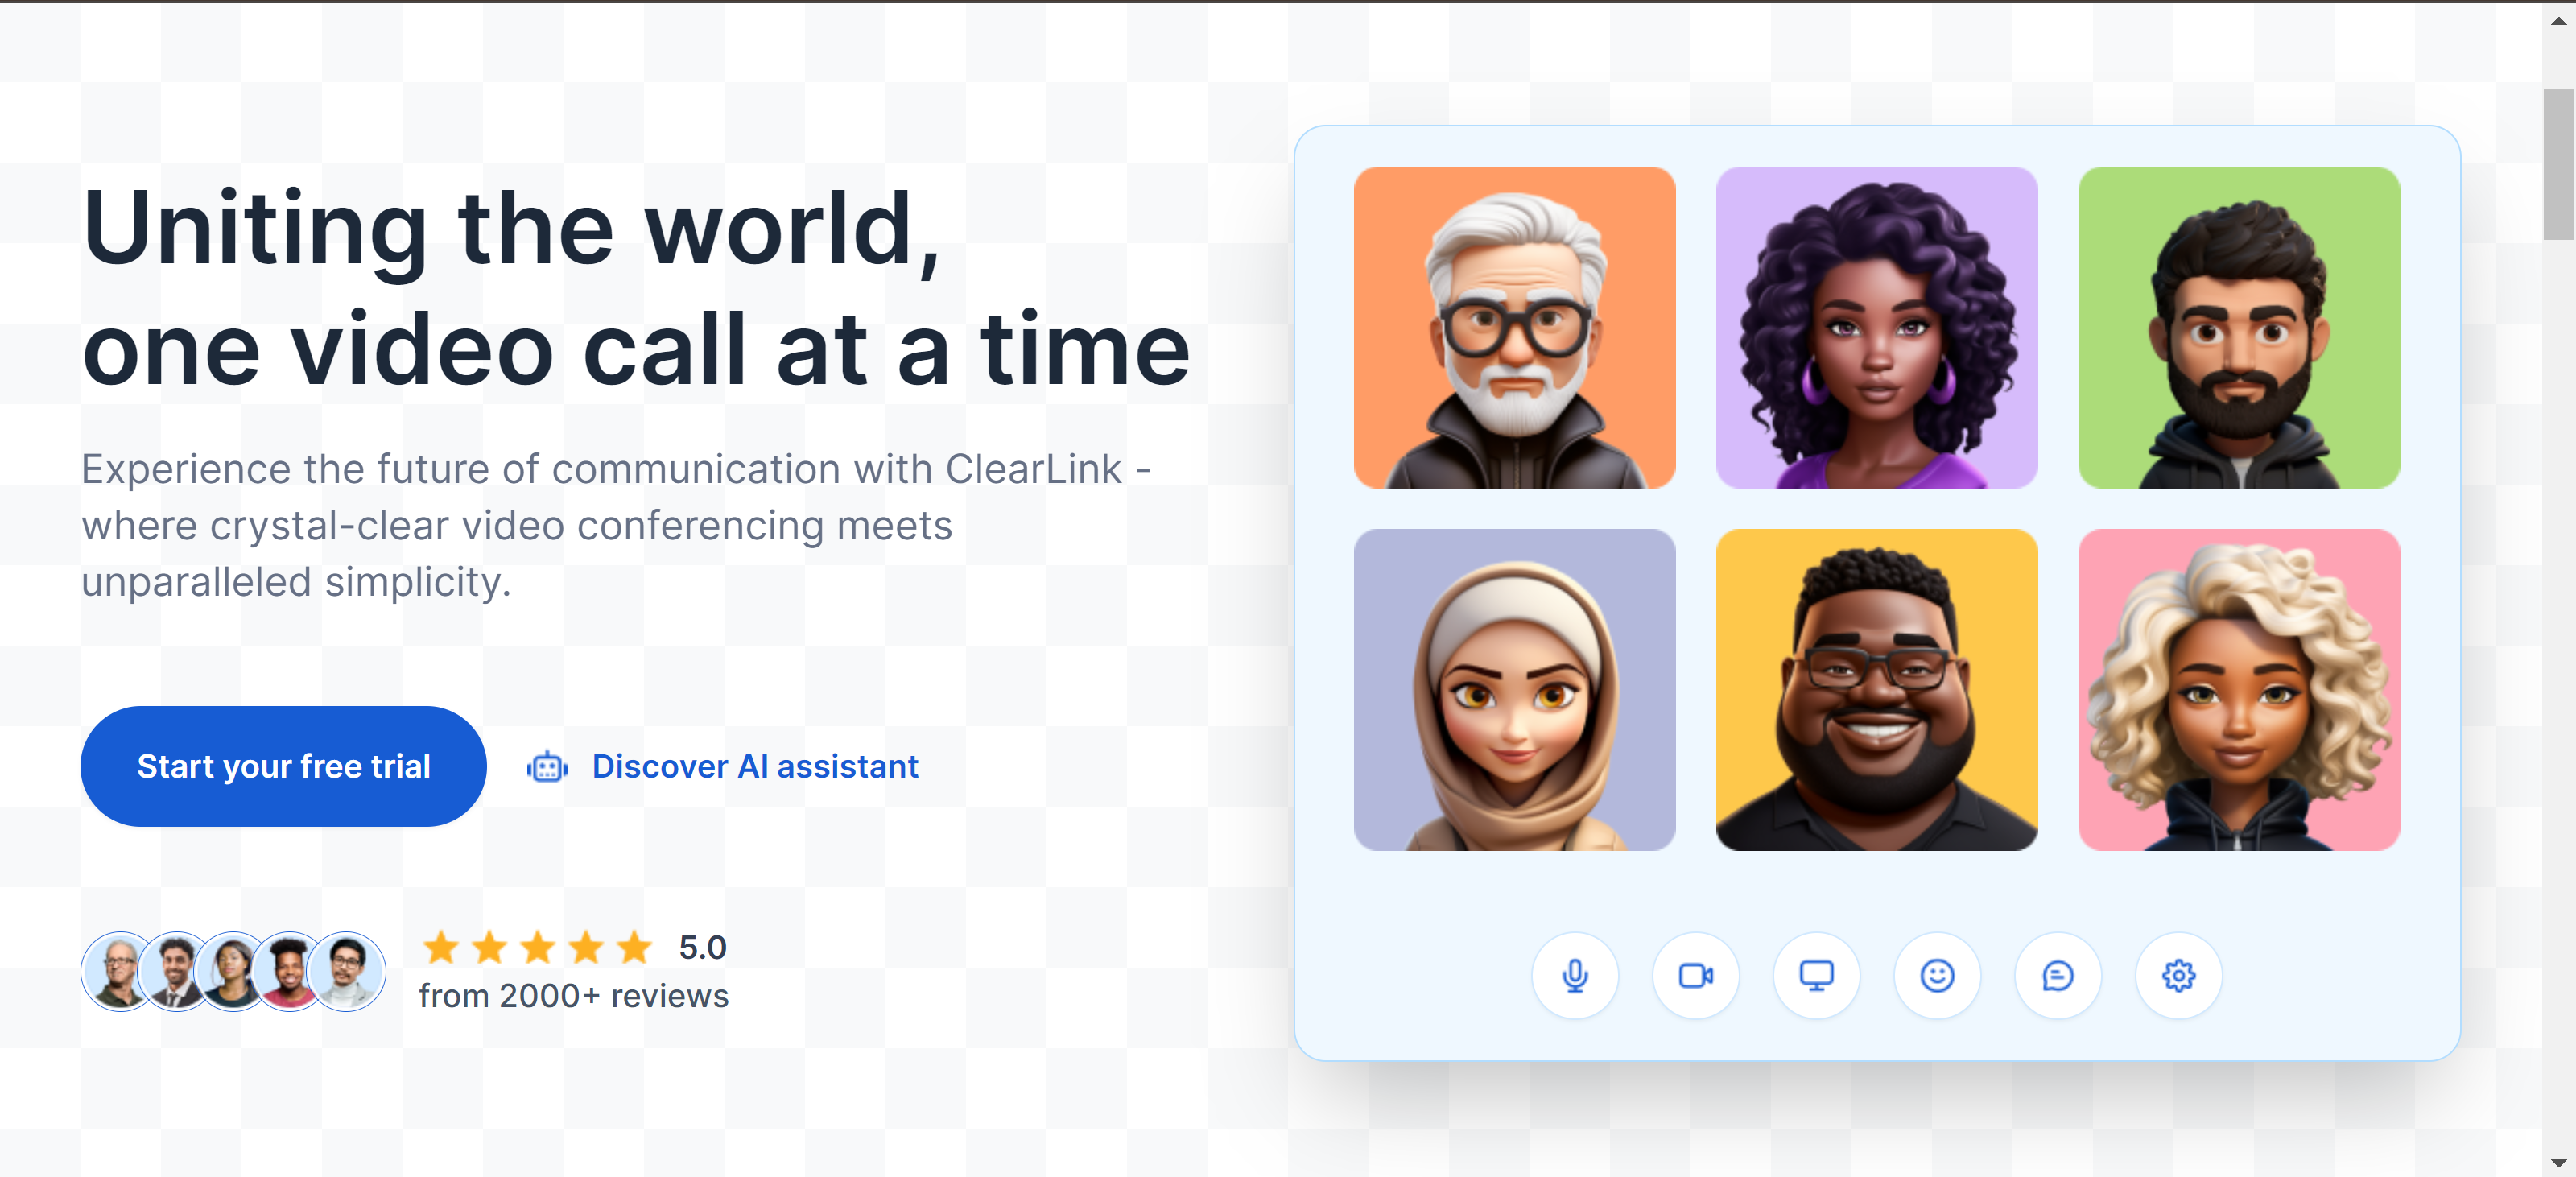 Uniting the world,
one video call at a time
Experience the future of communication with ClearLink -
where crystal-clear video conferencing meets
unparalleled simplicity.
Start your free trial
Discover AI assistant
5.0
from 2000+ reviews